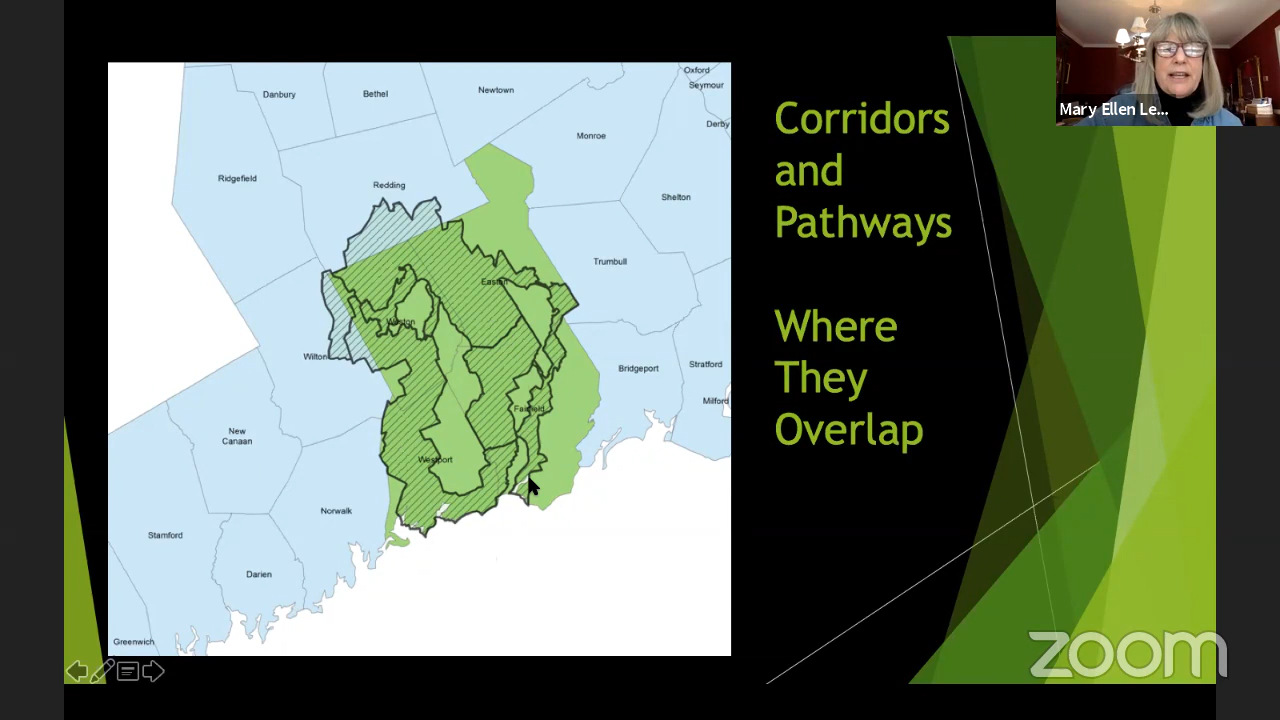 Corridors
and
Pathways
Where
They
Overlap
Mary Ellen Le...
Oxford
Seymour
Danbury
Bethel
Newtown
Derby
Monroe
Ridgefield
Redding
Shelton
Trumbull
Easton
Weston
Wilton
Bridgeport
Stratford
Milford
Fairfield
New
Canaan
Westport
Norwalk
Stamford
Darien
Greenwich
zoom